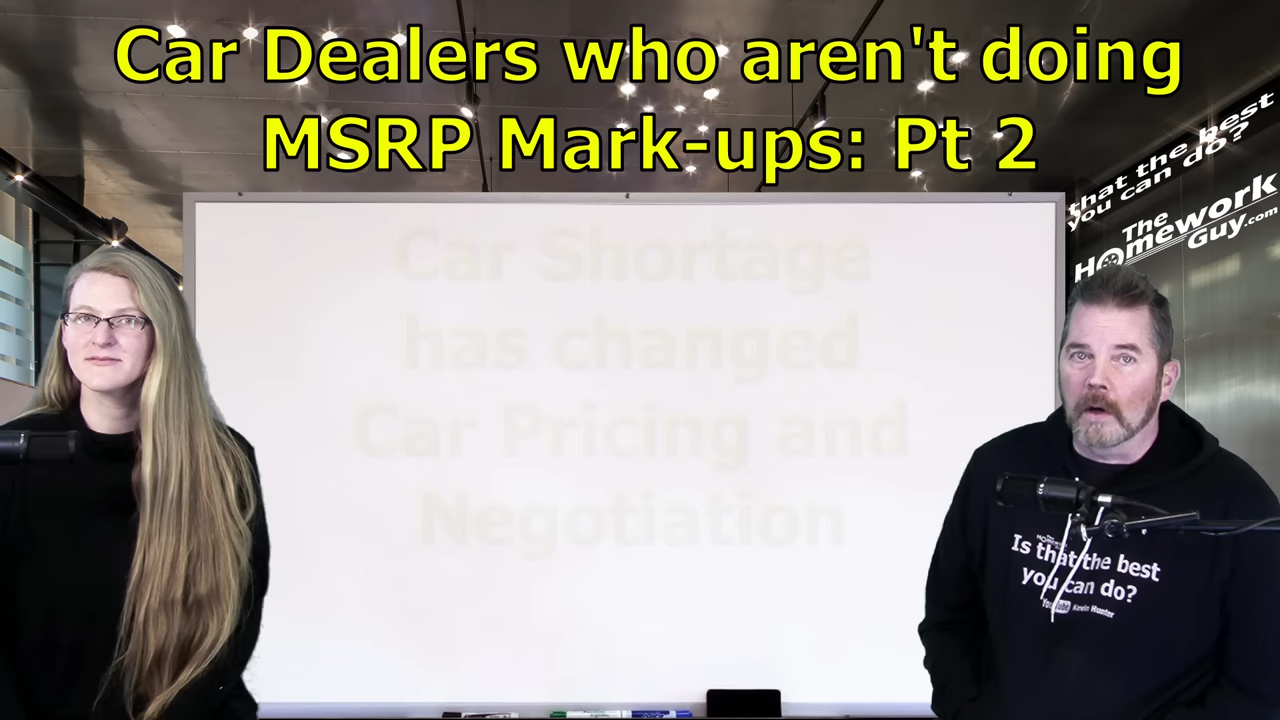 Car Dealers who aren't doing
MSRP Mark-ups: Pt 2
that the best
you can do?
The
Homework
Guy.com
Car Shortage
has changed
Car Pricing and
Negotiation
Is that the best
you can do?
YouTube Kevin Hunter